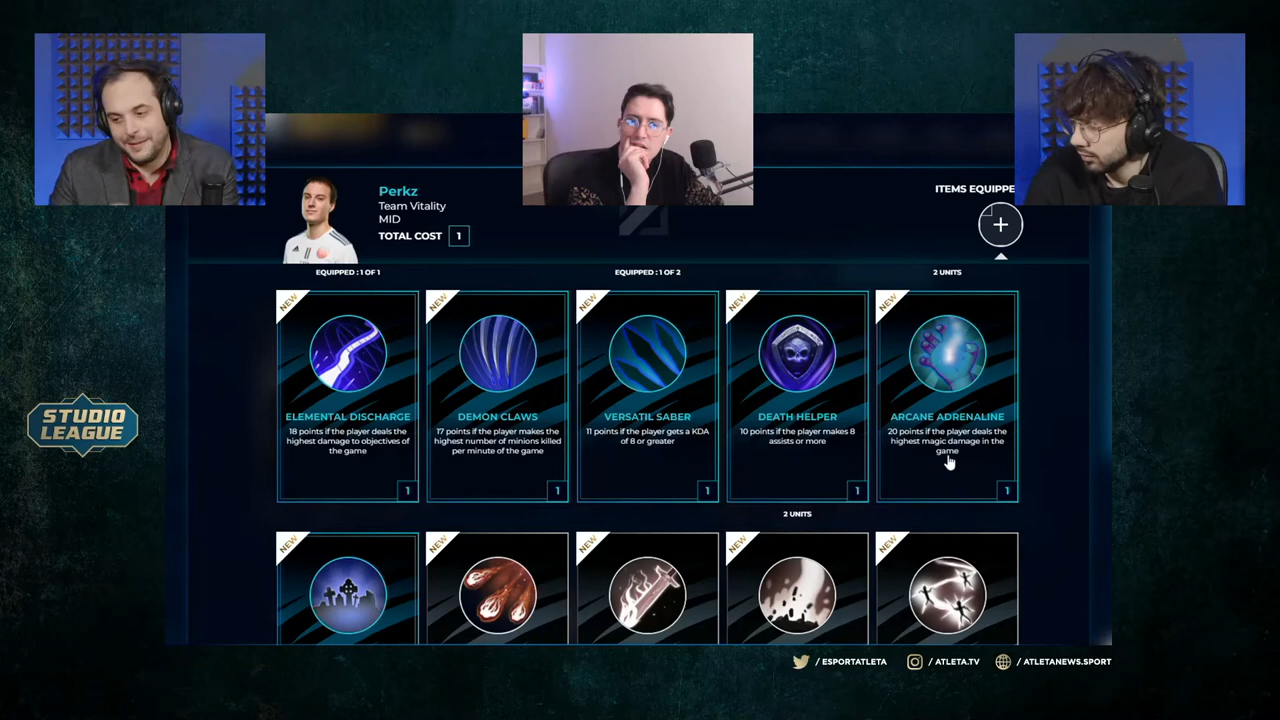 Perkz
Team Vitality
MID
TOTAL COST 1
ITEMS EQUIPPE
+
EQUIPPED : 1 OF 1
EQUIPPED : 1 OF 2
2 UNITS
NEW
NEW
NEW
NEW
NEW
ELEMENTAL DISCHARGE
18 points if the player deals the
highest damage to objectives of
the game
1
DEMON CLAWS
17 points if the player makes the
highest number of minions killed
per minute of the game
1
VERSATIL SABER
11 points if the player gets a KDA
of 8 or greater
1
DEATH HELPER
10 points if the player makes 8
assists or more
1
ARCANE ADRENALINE
20 points if the player deals the
highest magic damage in the
game
1
STUDIO
LEAGUE
2 UNITS
NEW
NEW
NEW
NEW
NEW
/ ESPORTATLETA
/ ATLETA.TV
/ ATLETANEWS.SPORT